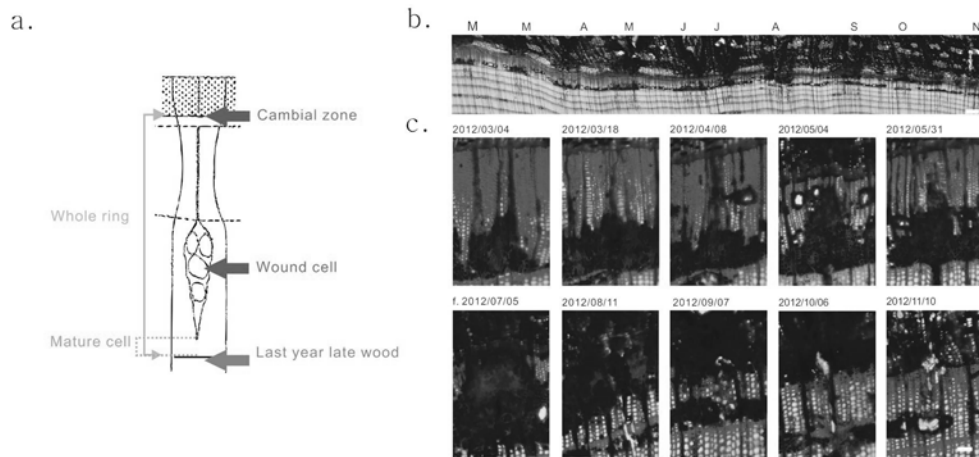 a.
Cambial zone
Whole ring
Wound cell
Mature cell
Last year late wood
b.
M M A M J J A S O N
c.
2012/03/04 2012/03/18 2012/04/08 2012/05/04 2012/05/31
f. 2012/07/05 2012/08/11 2012/09/07 2012/10/06 2012/11/10